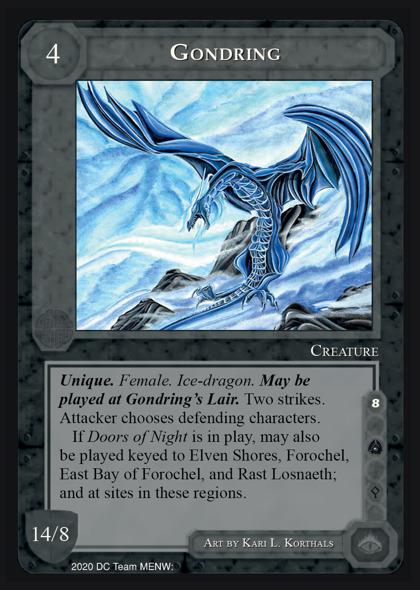 4
Gondring
Creature
Unique. Female. Ice-dragon. May be
played at Gondring's Lair. Two strikes.
Attacker chooses defending characters.
If Doors of Night is in play, may also
be played keyed to Elven Shores, Forochel,
East Bay of Forochel, and Rast Losnaeth;
and at sites in these regions.
8
14/8
Art by Kari L. Korthals
2020 DC Team MENW: